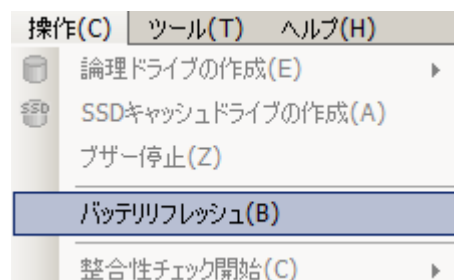 操作(C) ツール(T) ヘルプ(H)
論理ドライブの作成(E)
SSD SSDキャッシュドライブの作成(A)
ブザー停止(Z)
バッテリリフレッシュ(B)
整合性チェック開始(C)